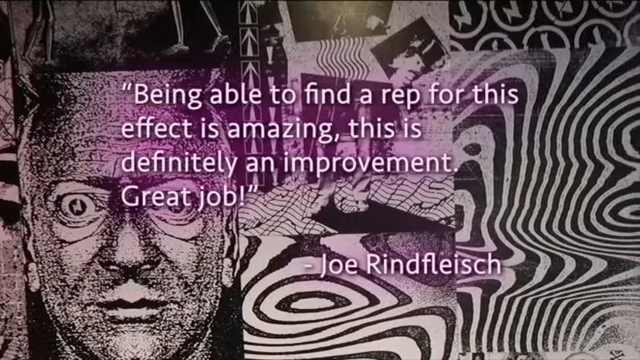 “Being able to find a rep for this
effect is amazing, this is
definitely an improvement.
Great job!”
- Joe Rindfleisch